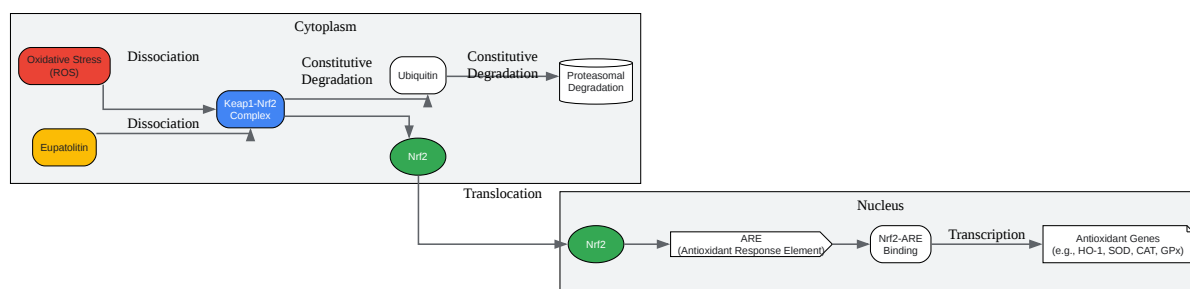 Cytoplasm
Oxidative Stress
(ROS)
Dissociation
Constitutive
Degradation
Ubiquitin
Constitutive
Degradation
Proteasomal
Degradation
Keap1-Nrf2
Complex
Dissociation
Eupatolitin
Nrf2
Translocation
Nucleus
Nrf2
ARE
(Antioxidant Response Element)
Nrf2-ARE
Binding
Transcription
Antioxidant Genes
(e.g., HO-1, SOD, CAT, GPx)